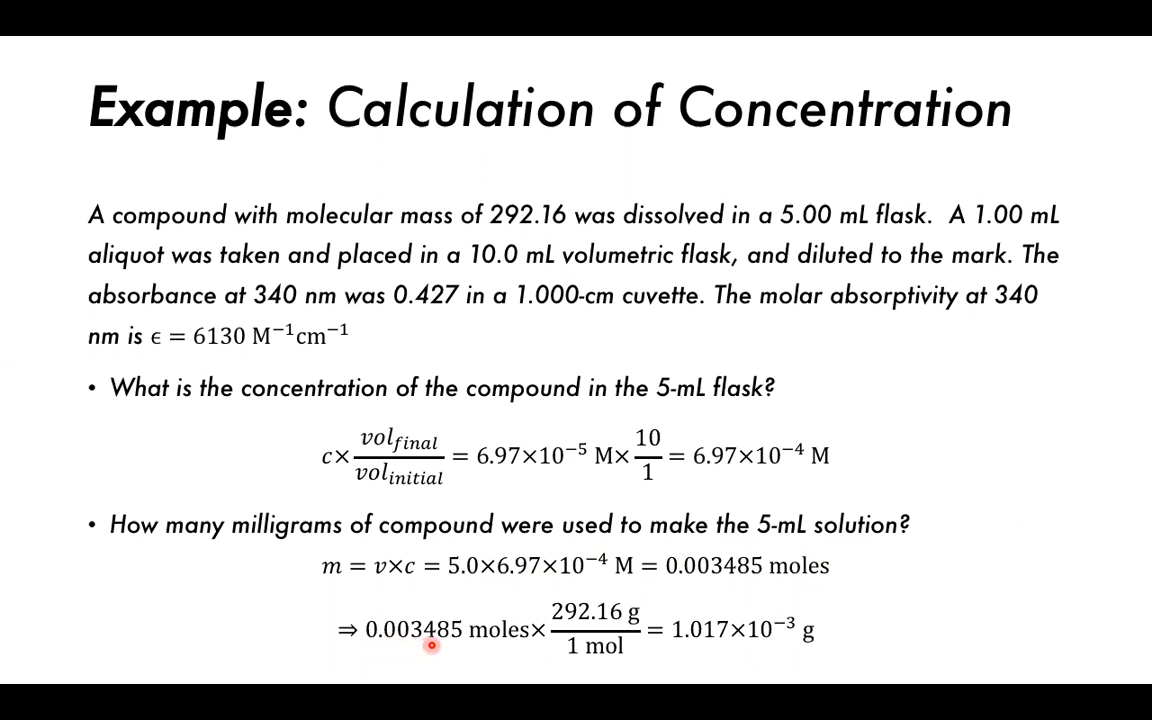 Example: Calculation of Concentration
A compound with molecular mass of 292.16 was dissolved in a 5.00 mL flask. A 1.00 mL
aliquot was taken and placed in a 10.0 mL volumetric flask, and diluted to the mark. The
absorbance at 340 nm was 0.427 in a 1.000-cm cuvette. The molar absorptivity at 340
nm is ϵ = 6130 M⁻¹cm⁻¹
• What is the concentration of the compound in the 5-mL flask?
c× vol_final / vol_initial = 6.97×10⁻⁵ M× 10/1 = 6.97×10⁻⁴ M
• How many milligrams of compound were used to make the 5-mL solution?
m = v×c = 5.0×6.97×10⁻⁴ M = 0.003485 moles
⇒ 0.003485 moles× 292.16 g / 1 mol = 1.017×10⁻³ g